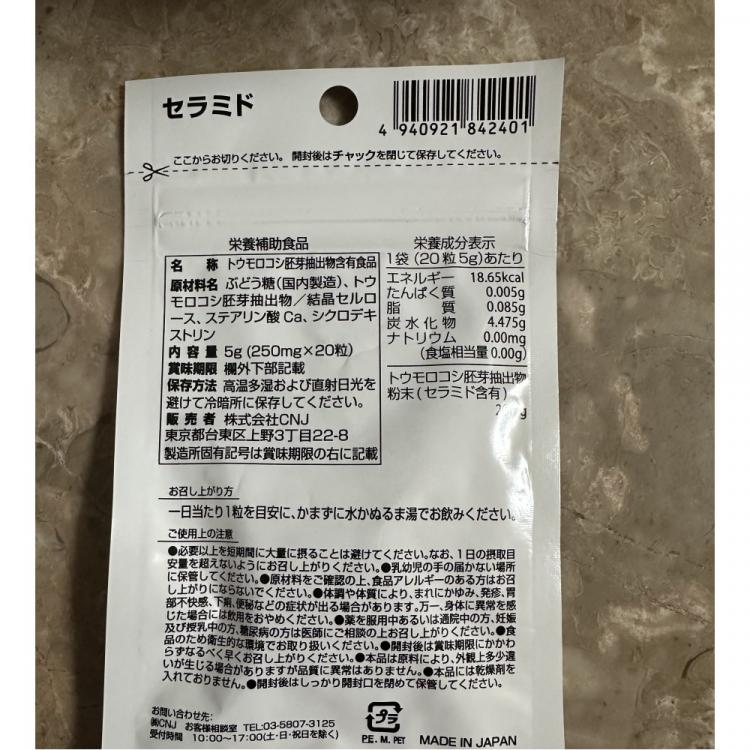 セラミド
4 940921 842401
ここからお切りください。 開封後はチャックを閉じて保存してください。
栄養補助食品
名 称 トウモロコシ胚芽抽出物含有食品
原材料名 ぶどう糖(国内製造)、トウ
モロコシ胚芽抽出物/結晶セルロ
ース、ステアリン酸Ca、シクロデキ
ストリン
内 容 量 5g(250mg×20粒)
賞味期限 欄外下部記載
保存方法 高温多湿および直射日光を
避けて冷暗所に保存してください。
販 売 者 株式会社CNJ
東京都台東区上野3丁目22-8
製造所固有記号は賞味期限の右に記載
栄養成分表示
1袋(20粒5g)あたり
エネルギー 18.65kcal
たんぱく質 0.005g
脂 質 0.085g
炭水化物 4.475g
ナトリウム 0.00mg
(食塩相当量 0.00g)
トウモロコシ胚芽抽出物
粉末(セラミド含有)
お召し上がり方
一日当たり1粒を目安に、かまずに水かぬるま湯でお飲みください。
ご使用上の注意
●必要以上を短期間に大量に摂ることは避けてください。なお、1日の摂取目
安量を超えないようにお召し上がりください。●乳幼児の手の届かない場所
に保管してください。●原材料をご確認の上、食品アレルギーのある方はお召
し上がりにならないでください。●体調や体質により、まれにかゆみ、発疹、胃
部不快感、下痢、便秘などの症状が出る場合があります。万一、身体に異常を感
じた場合には飲用をおやめください。●薬を服用中あるいは通院中の方、妊娠
及び授乳中の方、糖尿病の方は医師にご相談の上お召し上がりください。●食
品のため衛生的な環境でお取り扱いください。●開封後は賞味期限にかかわ
らずなるべく早くお召し上がりください。●本品は原料により、外観上多少違
いが生じる場合がありますが品質に異常はありません。●本品には乾燥剤を
入れておりません。●開封後はしっかり開封口を閉めて保管してください。
お問い合わせ先:
㈱CNJ お客様相談室 TEL:03-5807-3125
受付時間 10:00～17:00(土・日・祝日を除く)
プラ
P.E. M. PET
MADE IN JAPAN